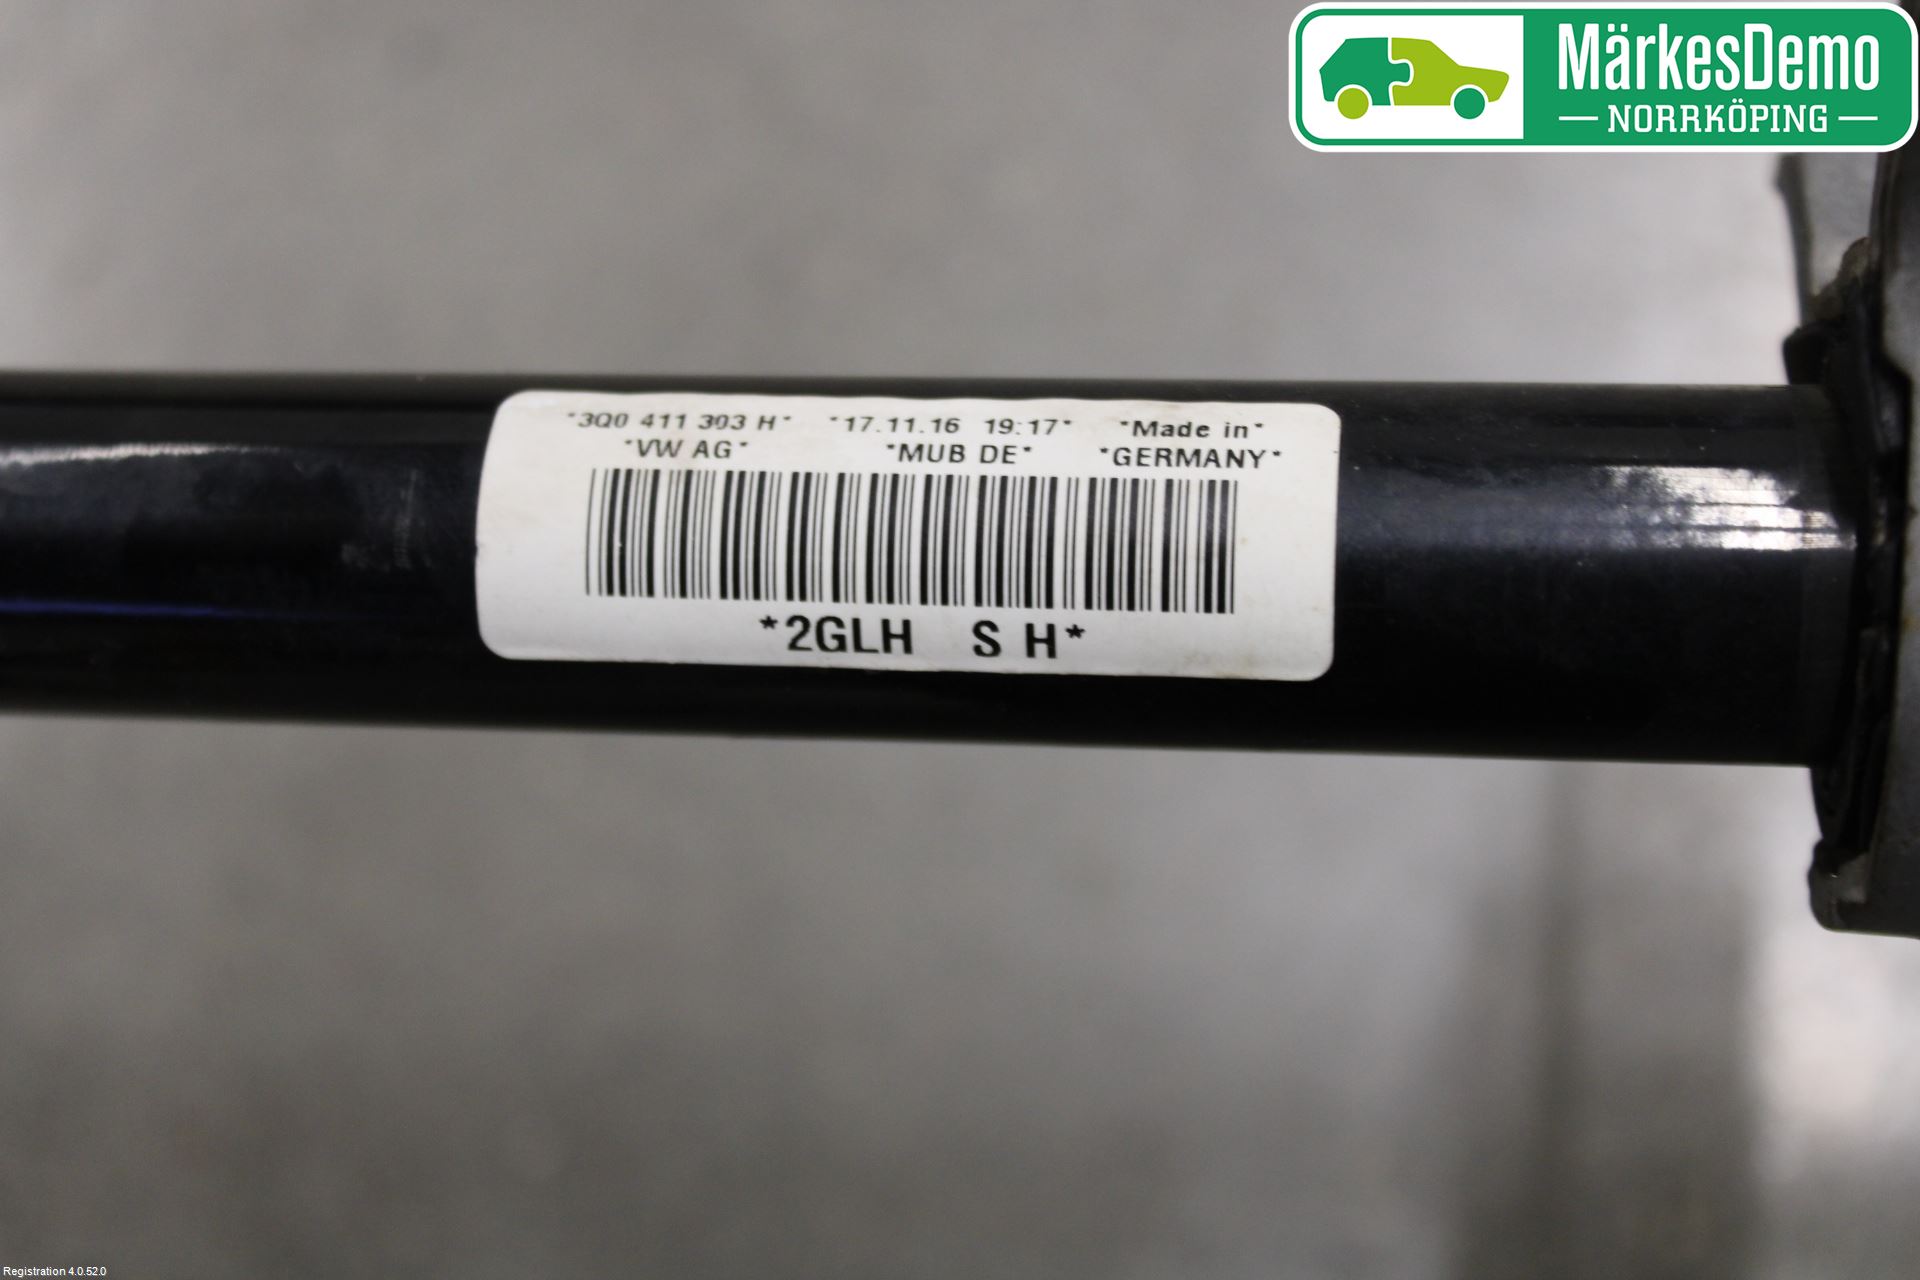 MärkesDemo
NORRKÖPING
*3Q0 411 303 H* *17.11.16 19:17* *Made in*
*VW AG* *MUB DE* *GERMANY*
*2GLH S H*
Registration 4.0.52.0